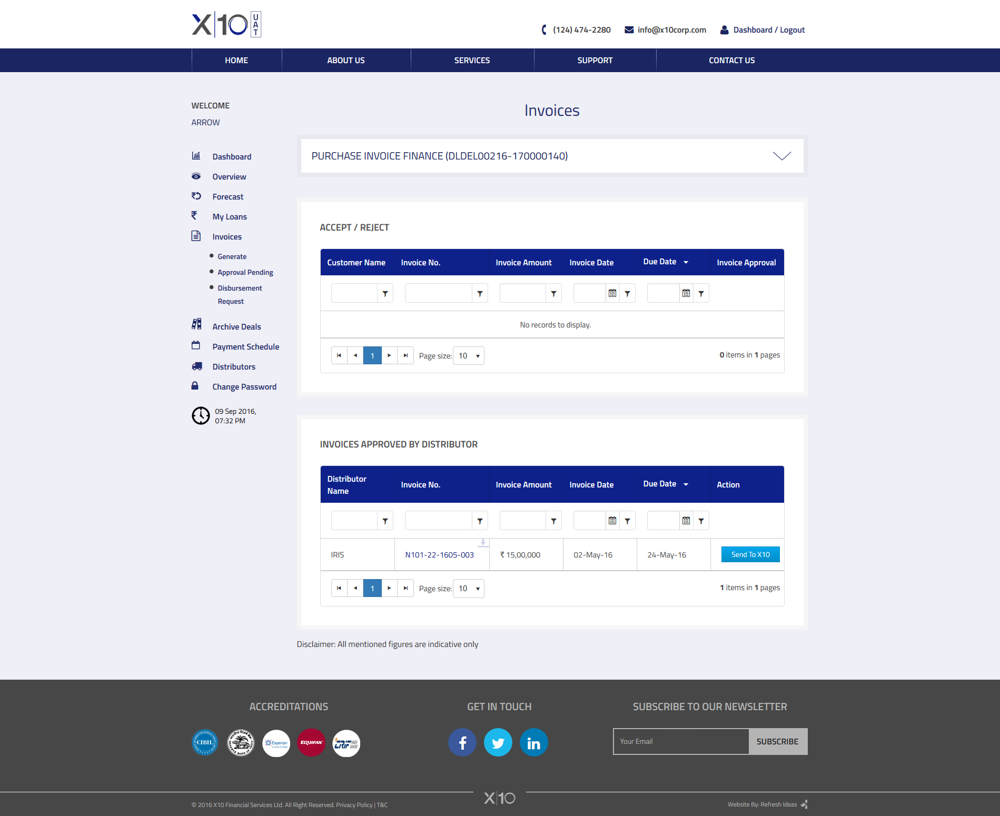 X|10 UAT
(124) 474-2280 info@x10corp.com Dashboard / Logout
HOME ABOUT US SERVICES SUPPORT CONTACT US
WELCOME
ARROW
Dashboard
Overview
Forecast
My Loans
Invoices
Generate
Approval Pending
Disbursement
Request
Archive Deals
Payment Schedule
Distributors
Change Password
09 Sep 2016,
07:32 PM
Invoices
PURCHASE INVOICE FINANCE (DLDEL00216-170000140)
ACCEPT / REJECT
Customer Name Invoice No. Invoice Amount Invoice Date Due Date Invoice Approval
No records to display.
1 Page size: 10 0 items in 1 pages
INVOICES APPROVED BY DISTRIBUTOR
Distributor Name Invoice No. Invoice Amount Invoice Date Due Date Action
IRIS N101-22-1605-003 ₹ 15,00,000 02-May-16 24-May-16 Send To X10
1 Page size: 10 1 items in 1 pages
Disclaimer: All mentioned figures are indicative only
ACCREDITATIONS GET IN TOUCH SUBSCRIBE TO OUR NEWSLETTER
CIBIL Experian EQUIFAX CRIF HIGH MARK
f in
Your Email SUBSCRIBE
X|10
© 2016 X10 Financial Services Ltd. All Right Reserved. Privacy Policy | T&C Website By: Refresh Ideas